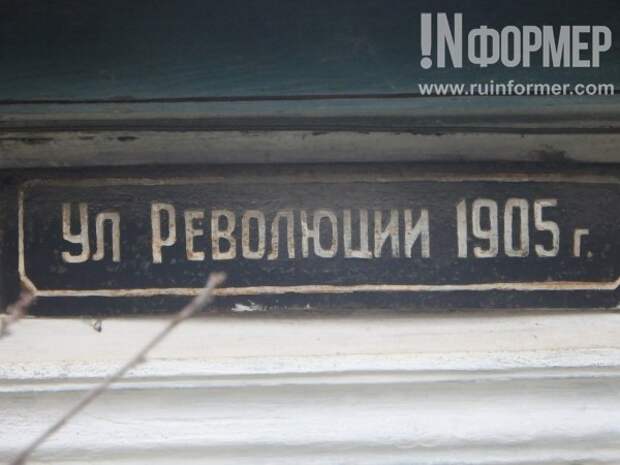 !NФОРМЕР
www.ruinformer.com
Ул Революции 1905 г.